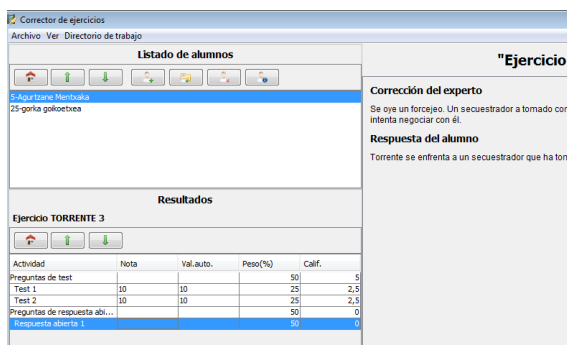 Corrector de ejercicios
Archivo Ver Directorio de trabajo
Listado de alumnos
5-Agurtzane Mentxaka
25-gorka goikoetxea
Resultados
Ejercicio TORRENTE 3
Actividad Nota Val.auto. Peso(%) Calif.
Preguntas de test 50 5
Test 1 10 10 25 2,5
Test 2 10 10 25 2,5
Preguntas de respuesta abi... 50 0
Respuesta abierta 1 50 0
"Ejercicio
Corrección del experto
Se oye un forcejeo. Un secuestrador a tomado con
intenta negociar con él.
Respuesta del alumno
Torrente se enfrenta a un secuestrador que ha ton